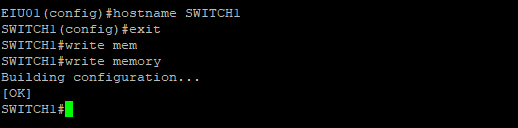 EIU01(config)#hostname SWITCH1
SWITCH1(config)#exit
SWITCH1#write mem
SWITCH1#write memory
Building configuration...
[OK]
SWITCH1#